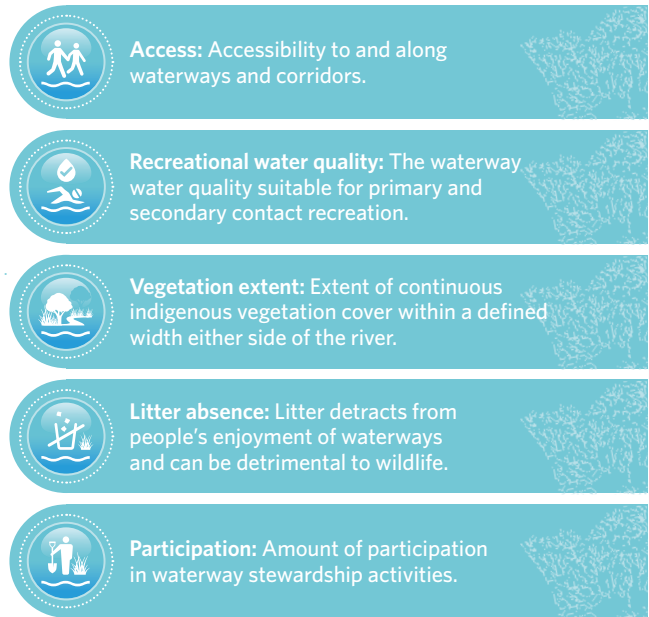 Access: Accessibility to and along
waterways and corridors.
Recreational water quality: The waterway
water quality suitable for primary and
secondary contact recreation.
Vegetation extent: Extent of continuous
indigenous vegetation cover within a defined
width either side of the river.
Litter absence: Litter detracts from
people’s enjoyment of waterways
and can be detrimental to wildlife.
Participation: Amount of participation
in waterway stewardship activities.